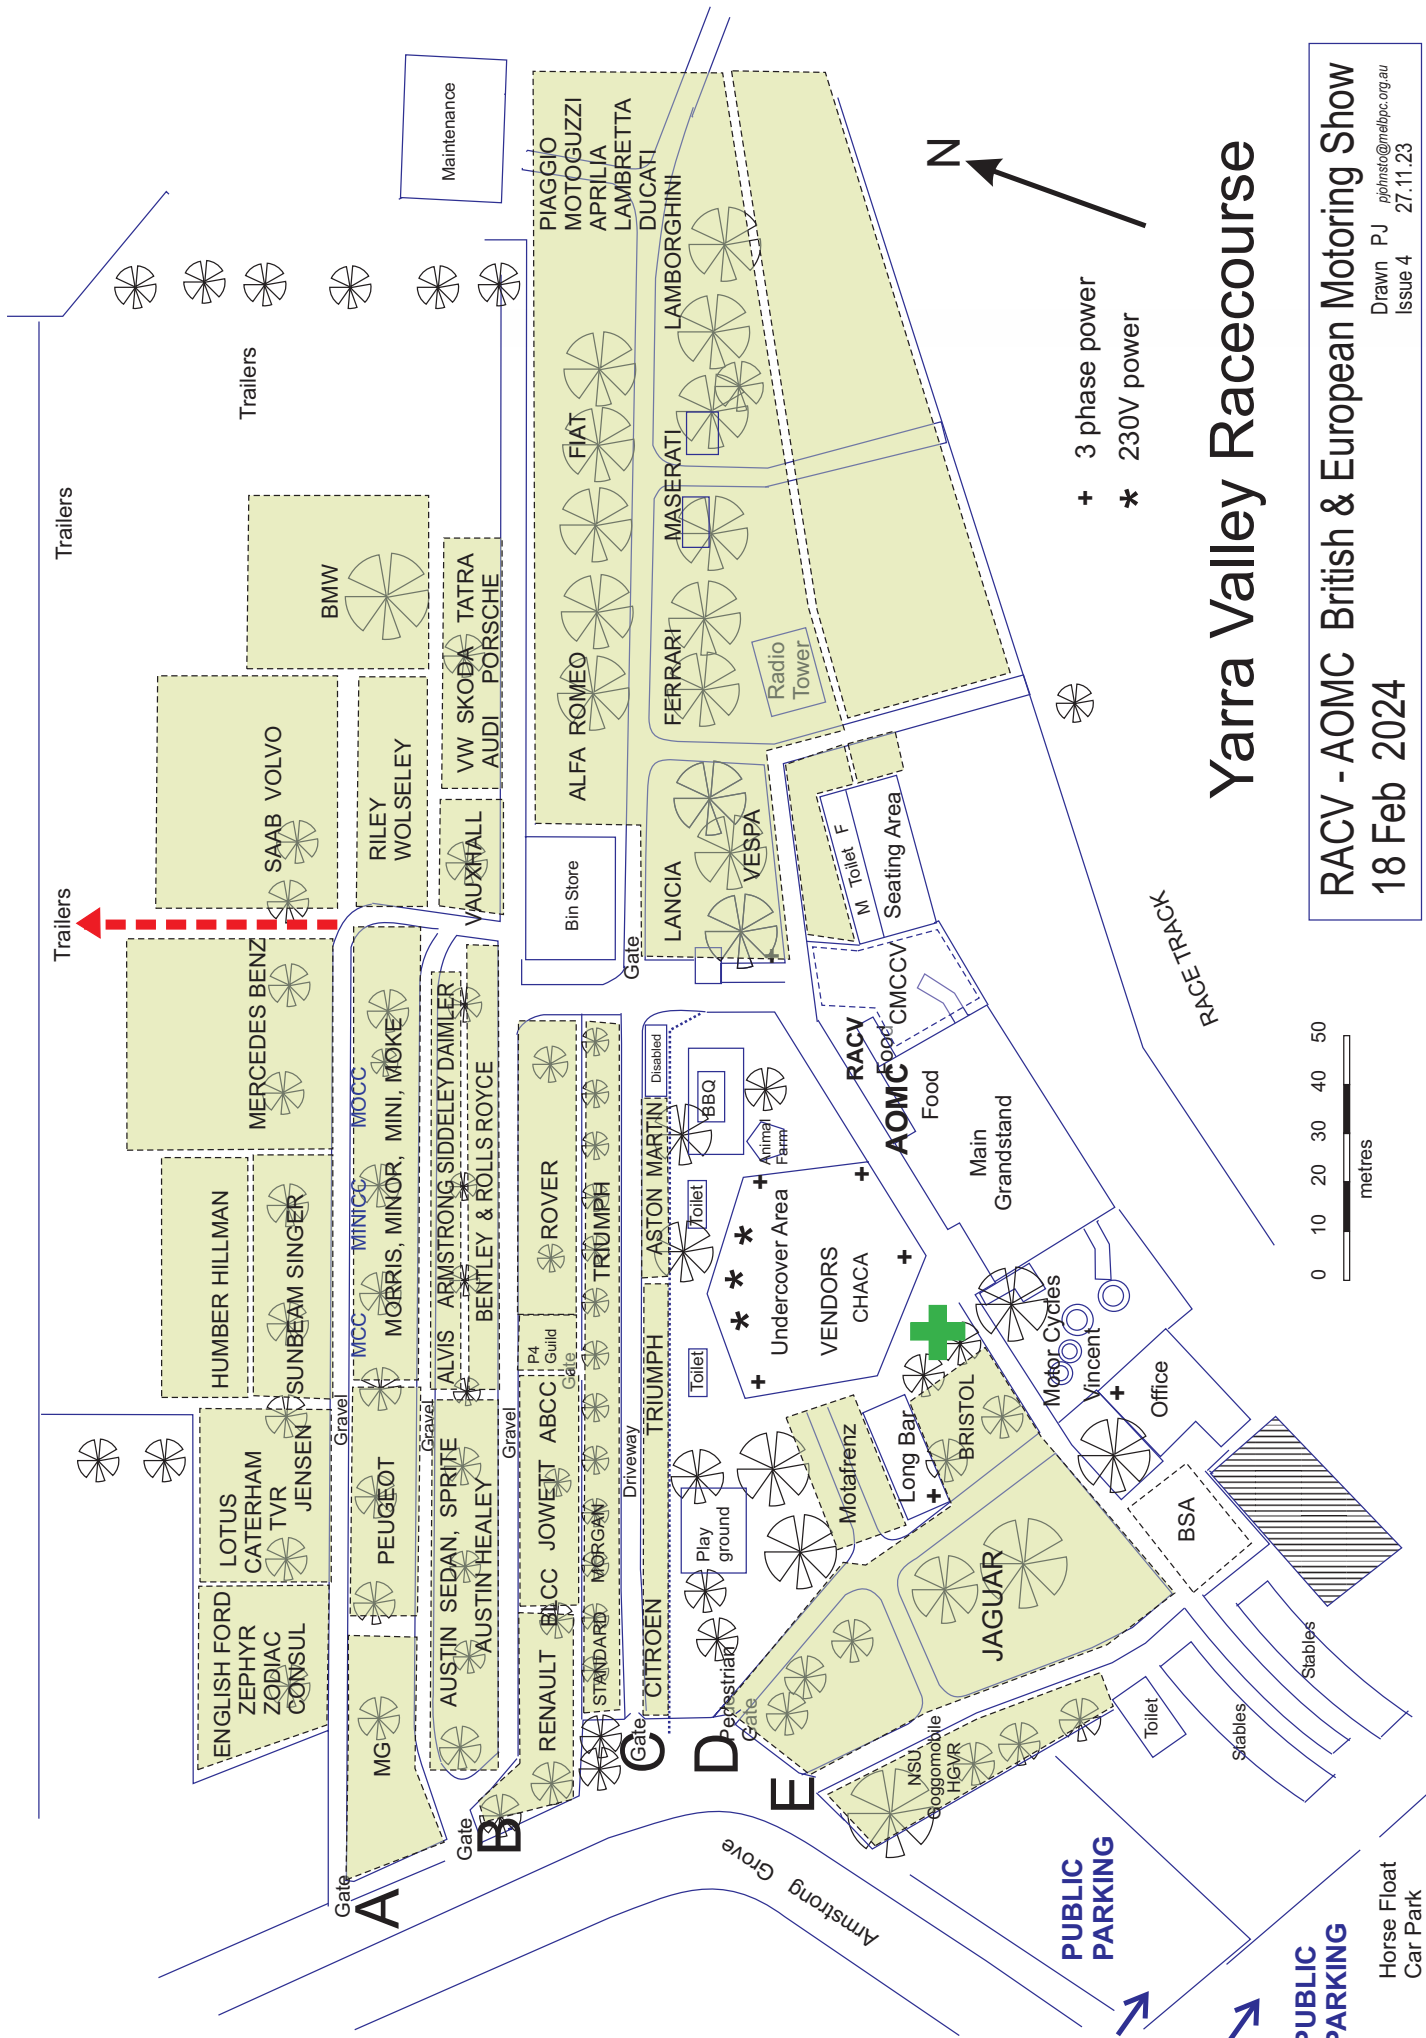 Trailers
Trailers
Trailers
Maintenance
PIAGGIO
MOTOGUZZI
APRILIA
LAMBRETTA
DUCATI
LAMBORGHINI
FIAT
MASERATI
ALFA ROMEO
FERRARI
Radio
Tower
BMW
VW SKODA TATRA
AUDI PORSCHE
SAAB VOLVO
RILEY
WOLSELEY
VAUXHALL
Bin Store
Gate
LANCIA
VESPA
MERCEDES BENZ
HUMBER HILLMAN
SUNBEAM SINGER
MCC MINICC MOCC
MORRIS, MINOR, MINI, MOKE
ALVIS ARMSTRONG SIDDELEY DAIMLER
BENTLEY & ROLLS ROYCE
LOTUS
CATERHAM
TVR
JENSEN
ENGLISH FORD
ZEPHYR
ZODIAC
CONSUL
Gravel
PEUGEOT
MG
Gravel
AUSTIN SEDAN, SPRITE
AUSTIN HEALEY
Gravel
ROVER
P4
Guild
Gate
RENAULT BLCC JOWETT ABCC
STANDARD MORGAN TRIUMPH
Driveway
CITROEN TRIUMPH ASTON MARTIN
Disabled
Gate
A
Gate
B
Gate
C
D
Pedestrian
Gate
E
BBQ
Animal
Farm
Toilet
Toilet
Play
ground
Undercover Area
VENDORS
CHACA
Motafrenz
Long Bar
BRISTOL
JAGUAR
NSU
Goggomobile
HGVR
Toilet
Stables
Stables
BSA
Office
Motor Cycles
Vincent
Main
Grandstand
RACV
AOMC
Food
Food
CMCCV
M Toilet F
Seating Area
RACE TRACK
Armstrong Grove
PUBLIC
PARKING
PUBLIC
PARKING
Horse Float
Car Park
N
+ 3 phase power
* 230V power
0 10 20 30 40 50
metres
Yarra Valley Racecourse
RACV - AOMC British & European Motoring Show
18 Feb 2024
Drawn PJ pjohnsto@melbpc.org.au
Issue 4 27.11.23